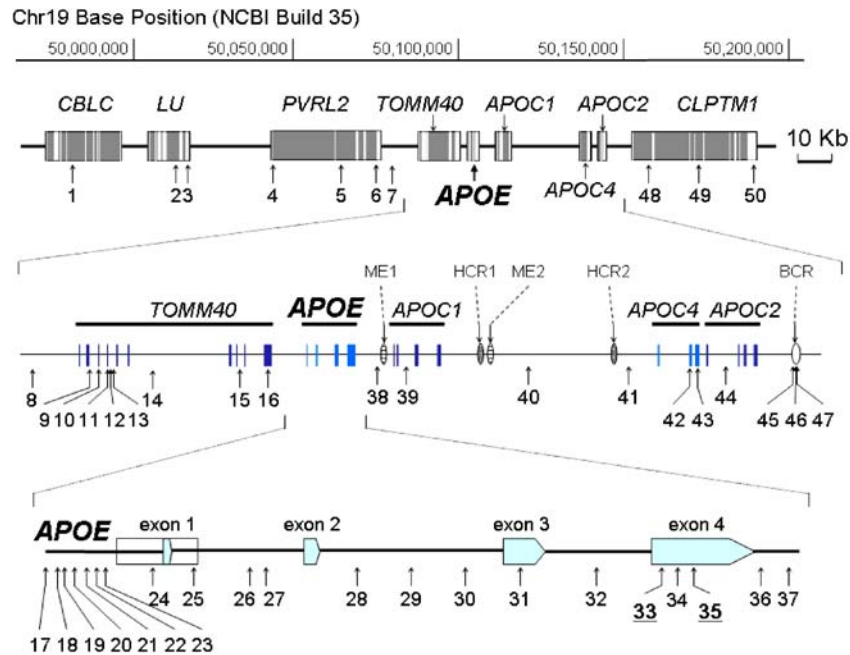 Chr19 Base Position (NCBI Build 35)
50,000,000 50,050,000 50,100,000 50,150,000 50,200,000
CBLC LU PVRL2 TOMM40 APOC1 APOC2 CLPTM1
10 Kb
1 2 3 4 5 6 7 APOE APOC4 48 49 50
ME1 HCR1 ME2 HCR2 BCR
TOMM40 APOE APOC1 APOC4 APOC2
8 14 15 16 38 39 40 41 42 43 44 45 46 47
9 10 11 12 13
APOE exon 1 exon 2 exon 3 exon 4
24 25 26 27 28 29 30 31 32 33 34 35 36 37
17 18 19 20 21 22 23